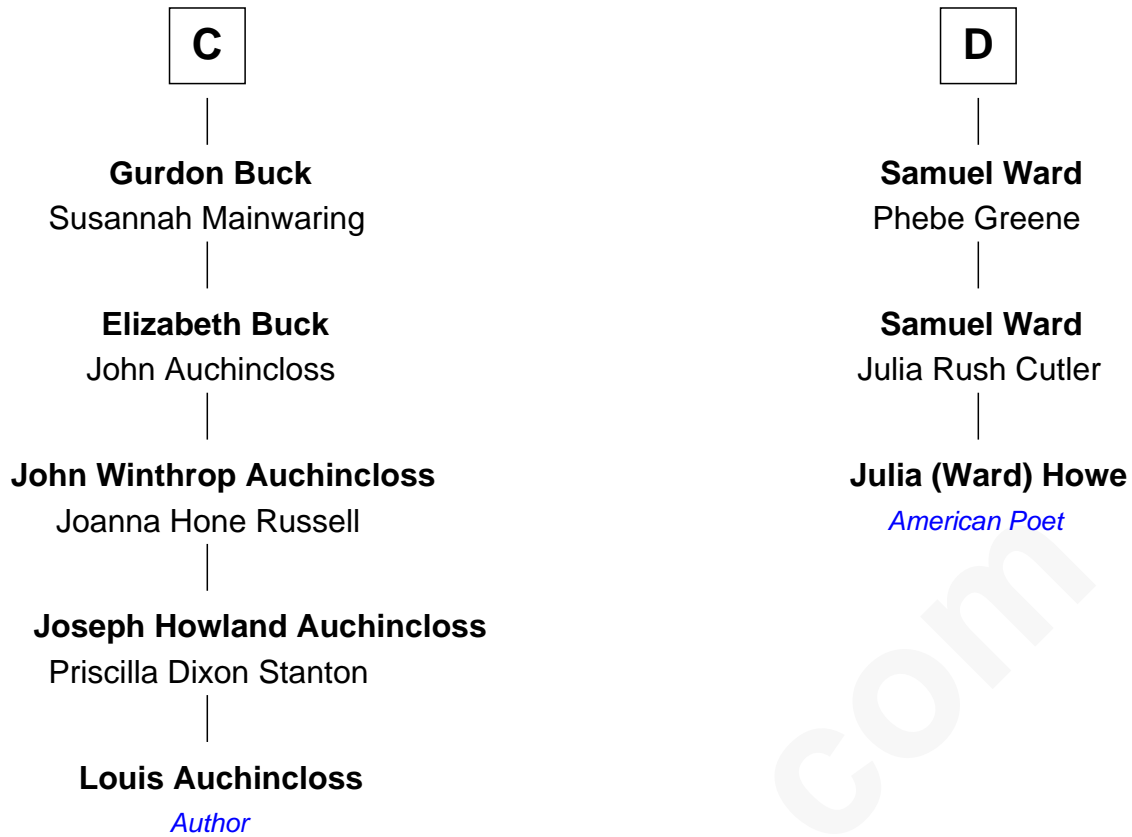 C
Gurdon Buck
Susannah Mainwaring
Elizabeth Buck
John Auchincloss
John Winthrop Auchincloss
Joanna Hone Russell
Joseph Howland Auchincloss
Priscilla Dixon Stanton
Louis Auchincloss
Author
D
Samuel Ward
Phebe Greene
Samuel Ward
Julia Rush Cutler
Julia (Ward) Howe
American Poet
com